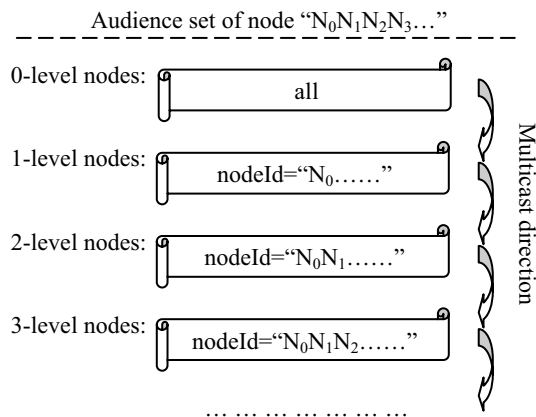 Audience set of node “N₀N₁N₂N₃…”
0-level nodes:
all
1-level nodes:
nodeId=“N₀……”
2-level nodes:
nodeId=“N₀N₁……”
3-level nodes:
nodeId=“N₀N₁N₂……”
… … … … … … …
Multicast direction